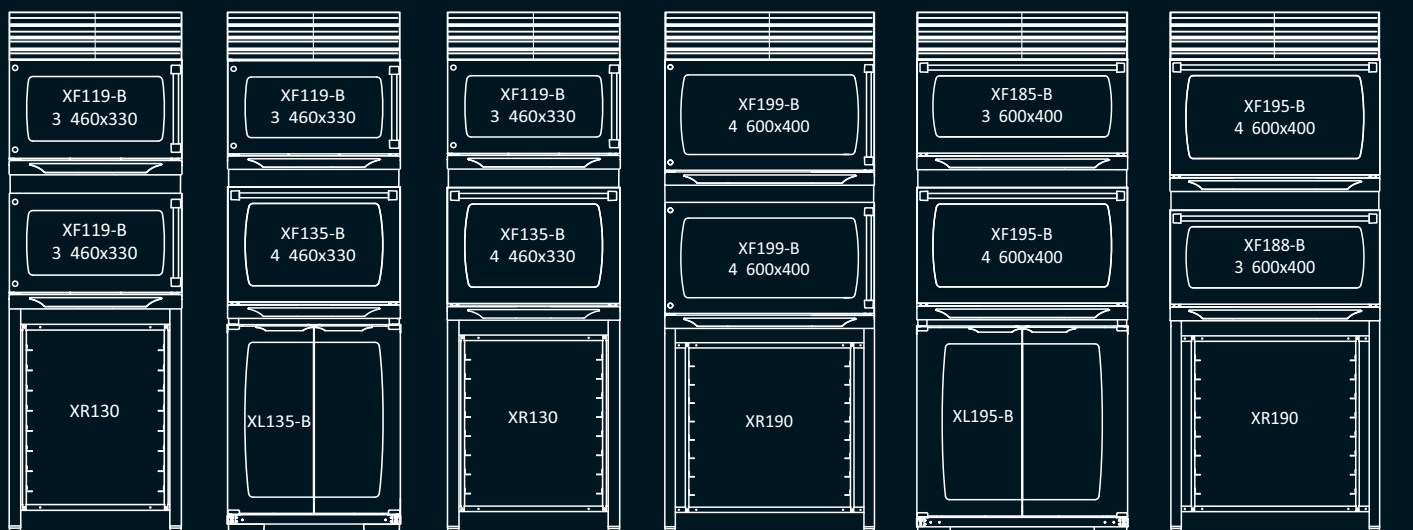 XF119-B
3 460x330
XF119-B
3 460x330
XR130
XF119-B
3 460x330
XF135-B
4 460x330
XL135-B
XF119-B
3 460x330
XF135-B
4 460x330
XR130
XF199-B
4 600x400
XF199-B
4 600x400
XR190
XF185-B
3 600x400
XF195-B
4 600x400
XL195-B
XF195-B
4 600x400
XF188-B
3 600x400
XR190